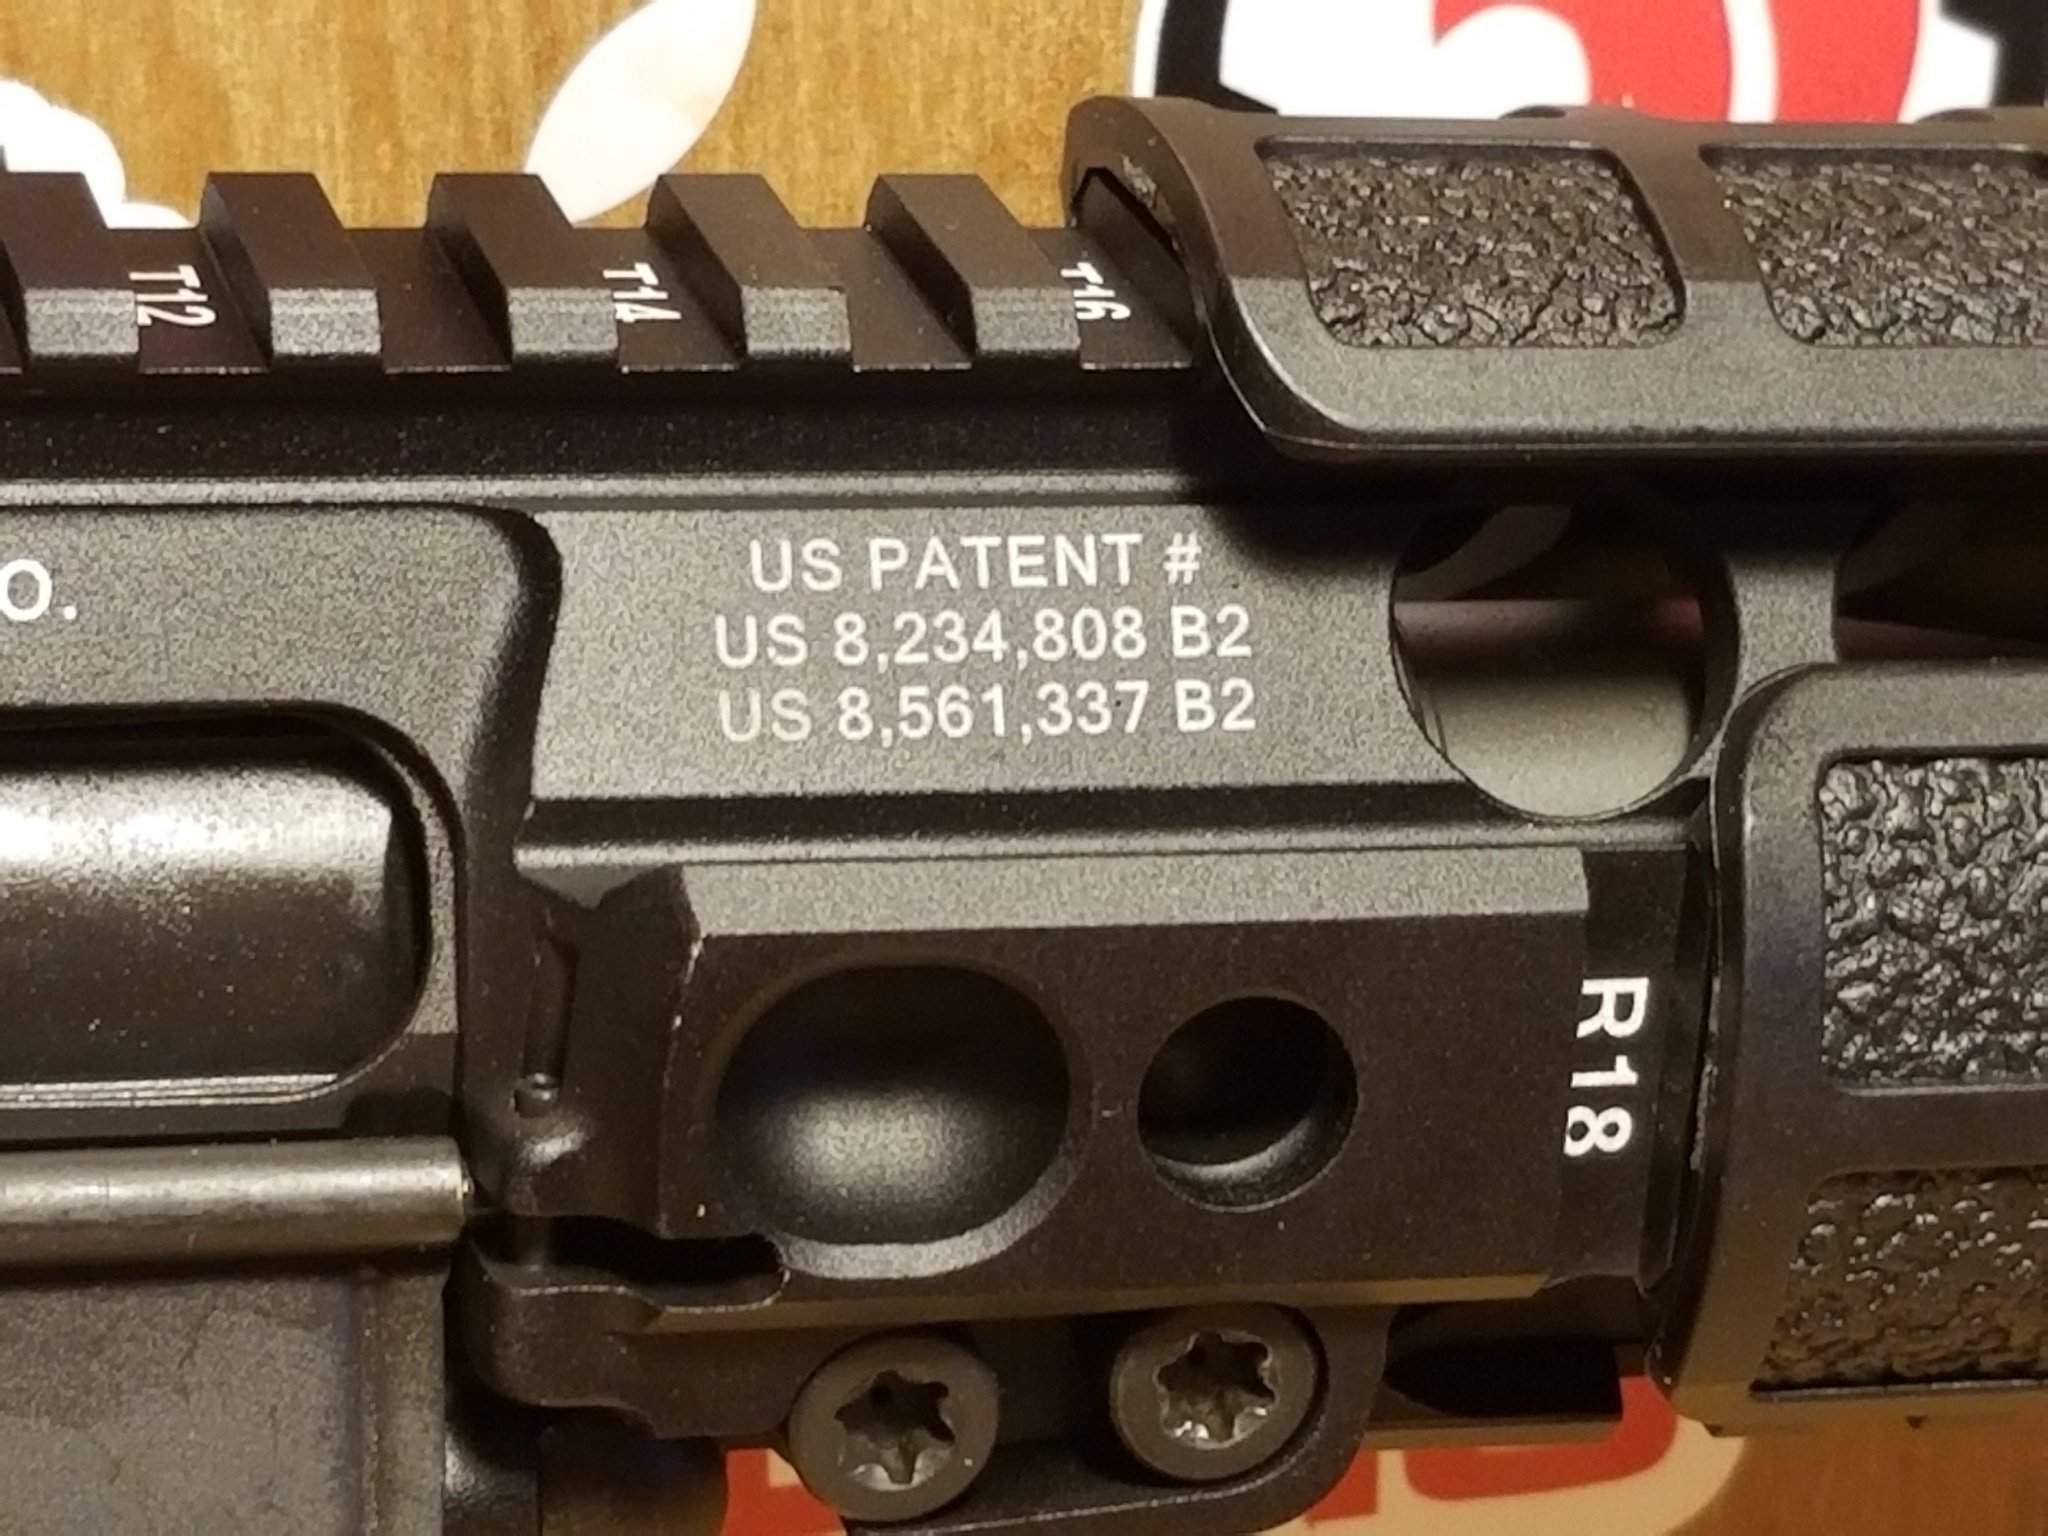 T12
T14
T16
O.
US PATENT #
US 8,234,808 B2
US 8,561,337 B2
R18